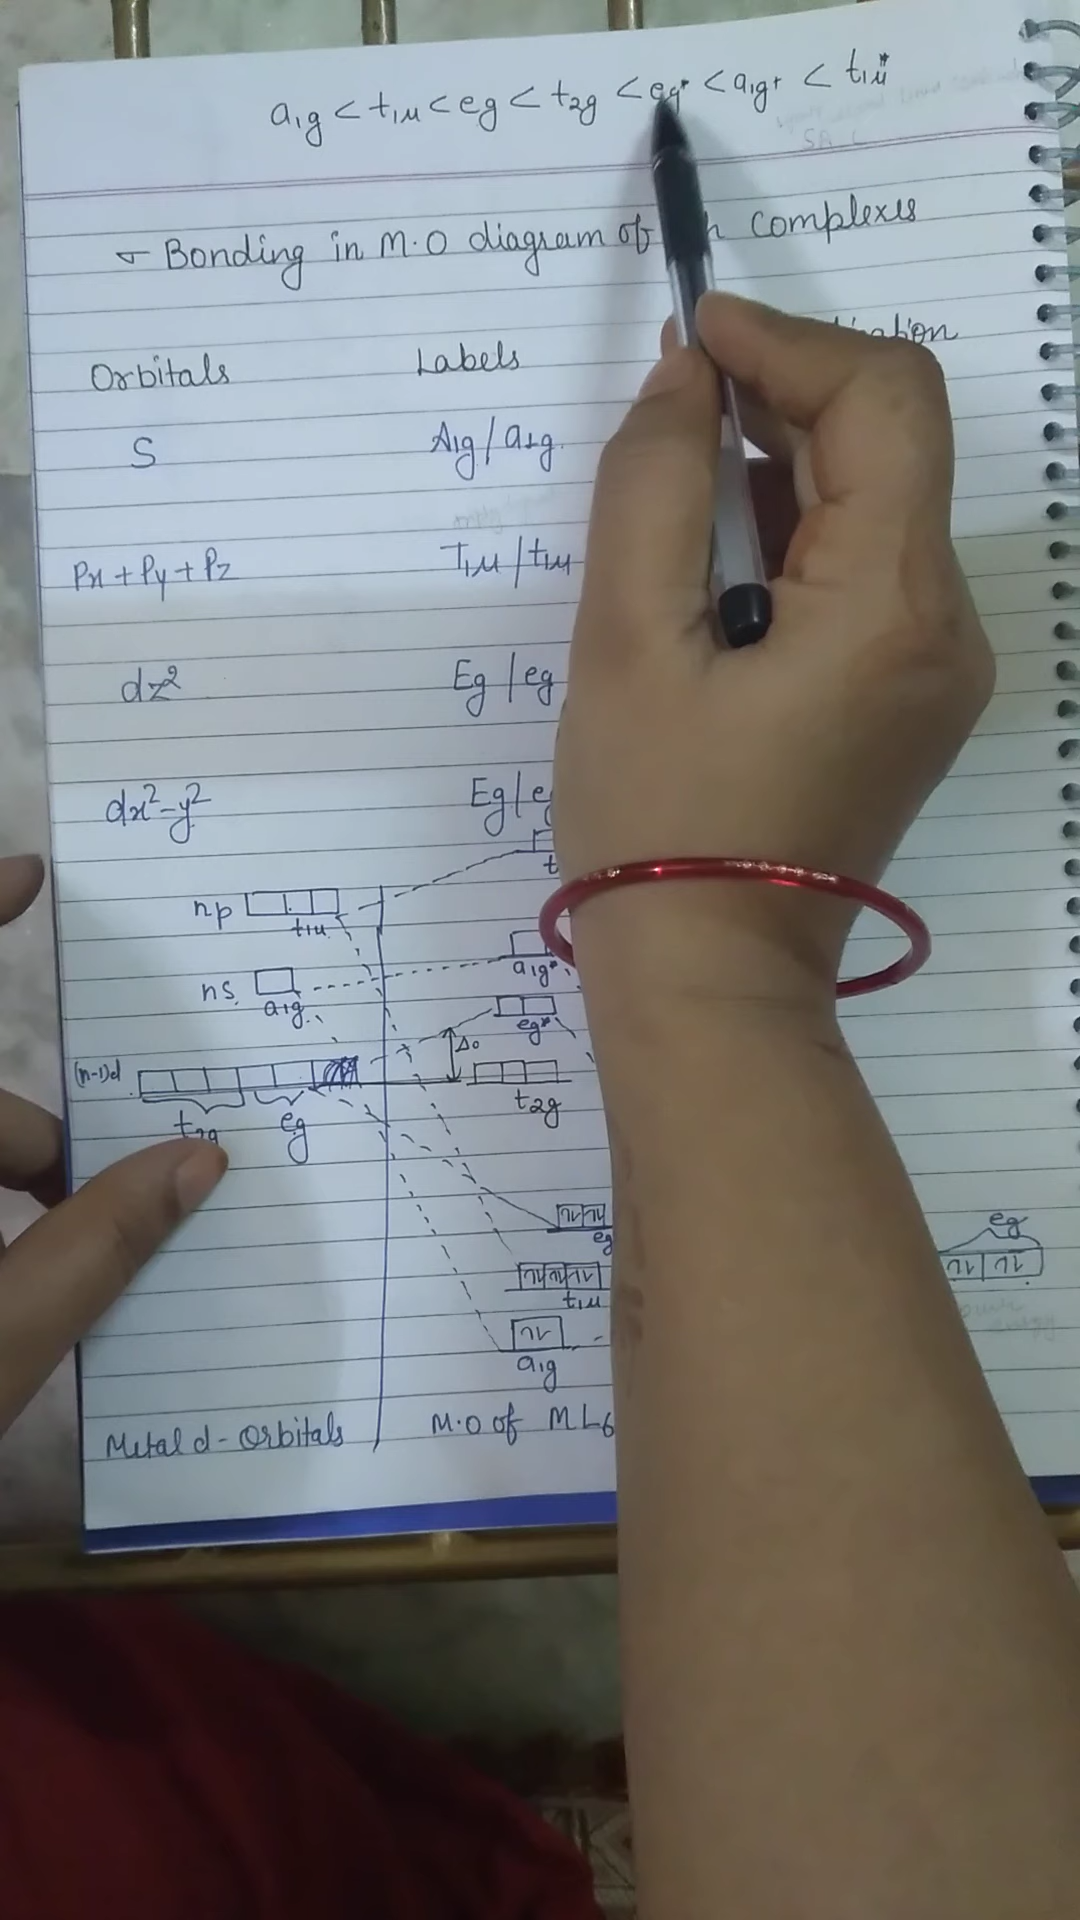 a1g < t1u < eg < t2g < eg* < a1g* < t1u*
σ Bonding in M.O diagram of complexes
Orbitals Labels
S A1g / a1g
Px + Py + Pz T1u / t1u
dz² Eg / eg
dx²-y² Eg /
np t1u
ns a1g a1g*
eg*
(n-1)d Δ0
t2g eg t2g
eg eg
t1u
a1g
Metal d- Orbitals M.O of ML6